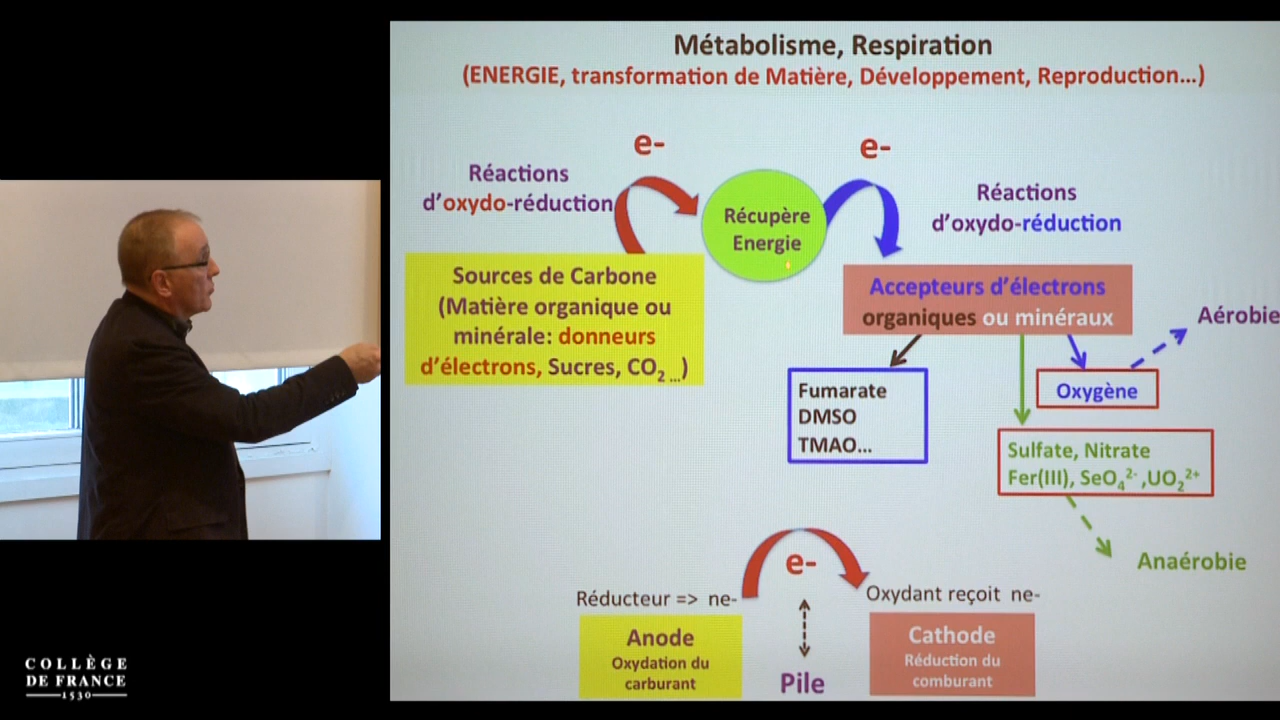 Métabolisme, Respiration
(ENERGIE, transformation de Matière, Développement, Reproduction...)
e-
e-
Réactions
d'oxydo-réduction
Récupère
Energie
Réactions
d'oxydo-réduction
Sources de Carbone
(Matière organique ou
minérale: donneurs
d'électrons, Sucres, CO₂ ...)
Accepteurs d'électrons
organiques ou minéraux
Aérobie
Fumarate
DMSO
TMAO...
Oxygène
Sulfate, Nitrate
Fer(III), SeO₄²⁻ ,UO₂²⁺
Anaérobie
e-
Réducteur => ne-
Oxydant reçoit ne-
Anode
Oxydation du
carburant
Pile
Cathode
Réduction du
comburant
COLLÈGE
DE FRANCE
1530